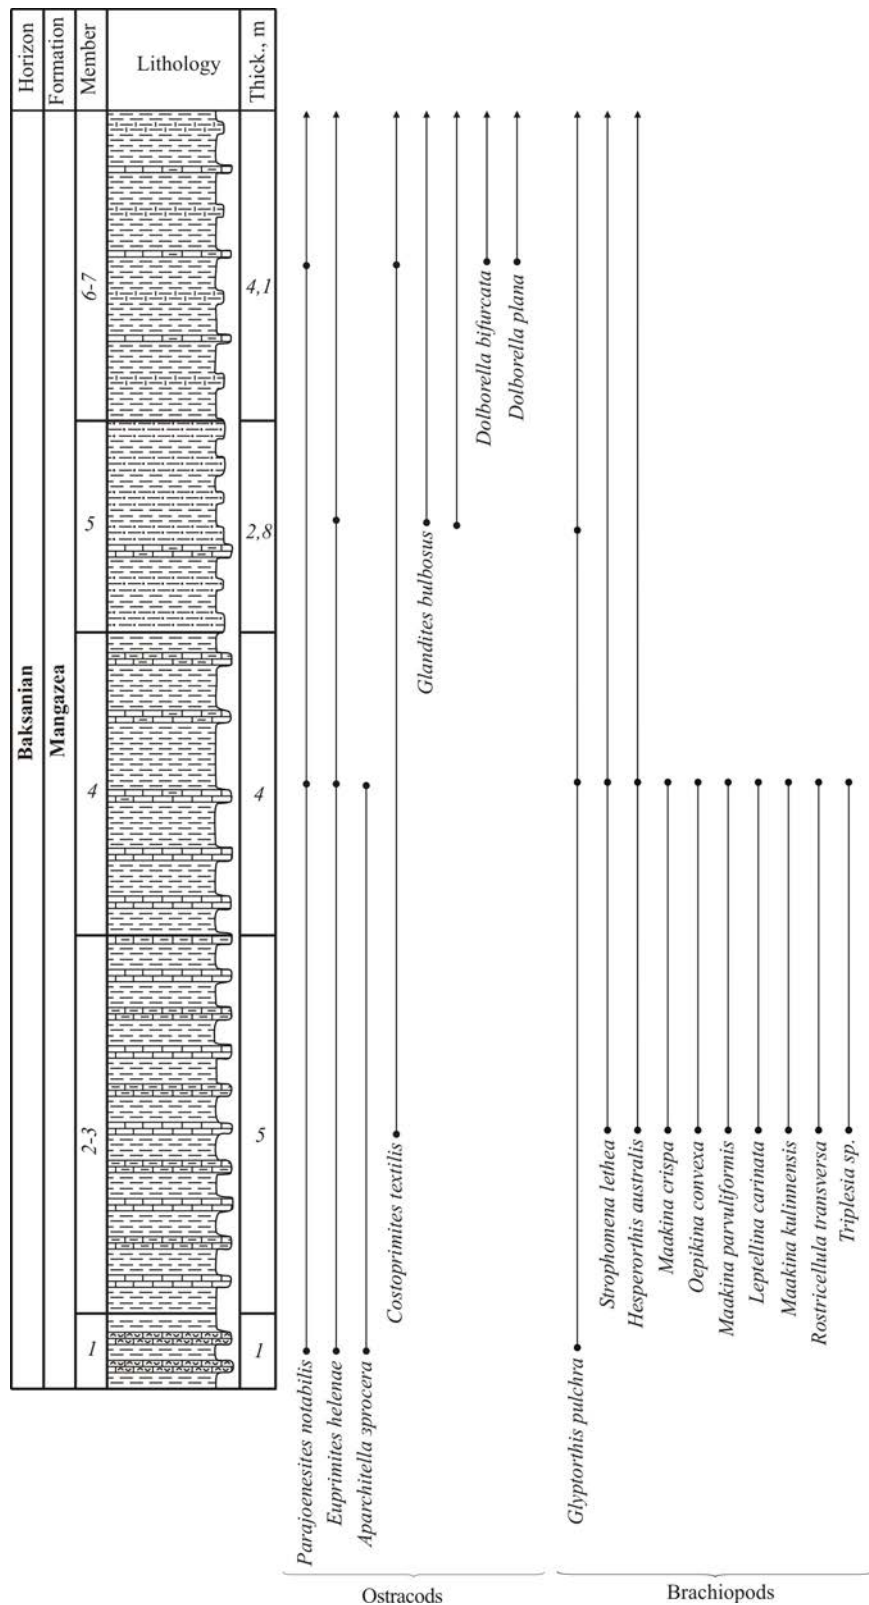 Horizon
Formation
Member
Lithology
Thick., m
Baksanian
Mangazea
6-7
4,1
5
2,8
4
4
2-3
5
1
1
Parajoenesites notabilis
Euprimites helenae
Aparchitella зprocera
Costoprimites textilis
Glandites bulbosus
Dolborella bifurcata
Dolborella plana
Glyptorthis pulchra
Strophomena lethea
Hesperorthis australis
Maakina crispa
Oepikina convexa
Maakina parvuliformis
Leptellina carinata
Maakina kulinnensis
Rostricellula transversa
Triplesia sp.
Ostracods
Brachiopods